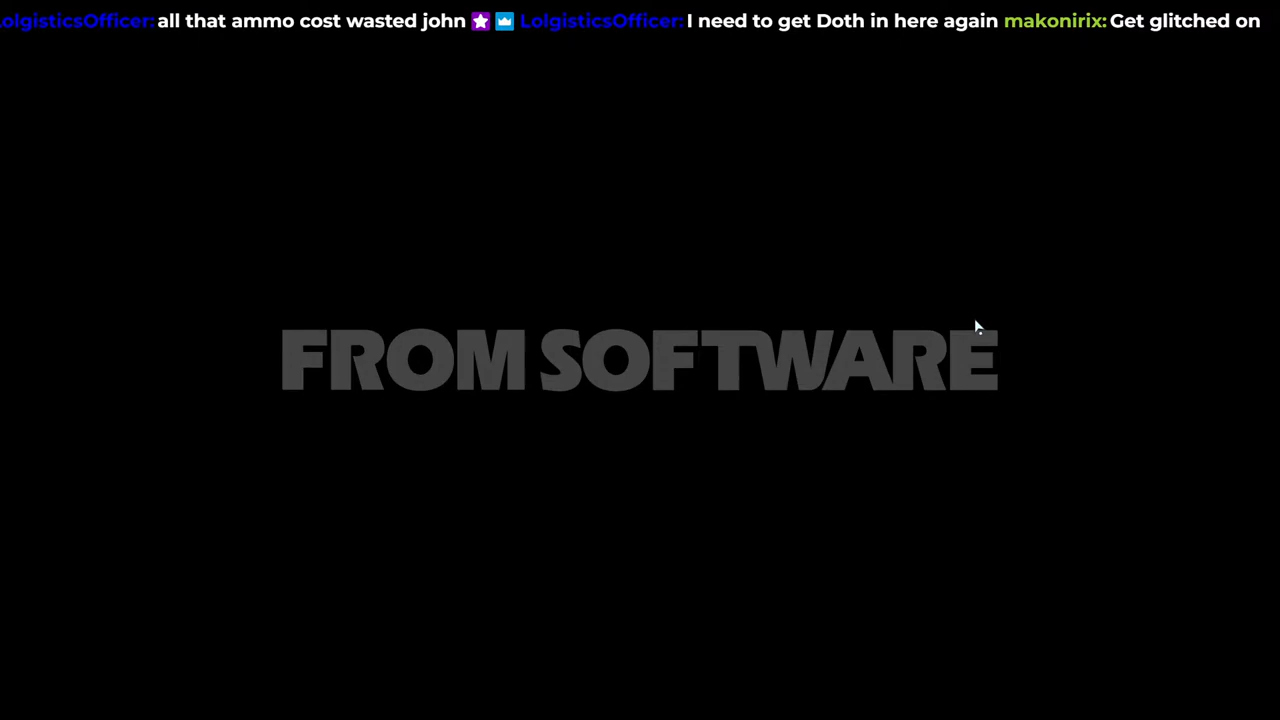 LolgisticsOfficer: all that ammo cost wasted john LolgisticsOfficer: I need to get Doth in here again makonirix: Get glitched on
FROM SOFTWARE